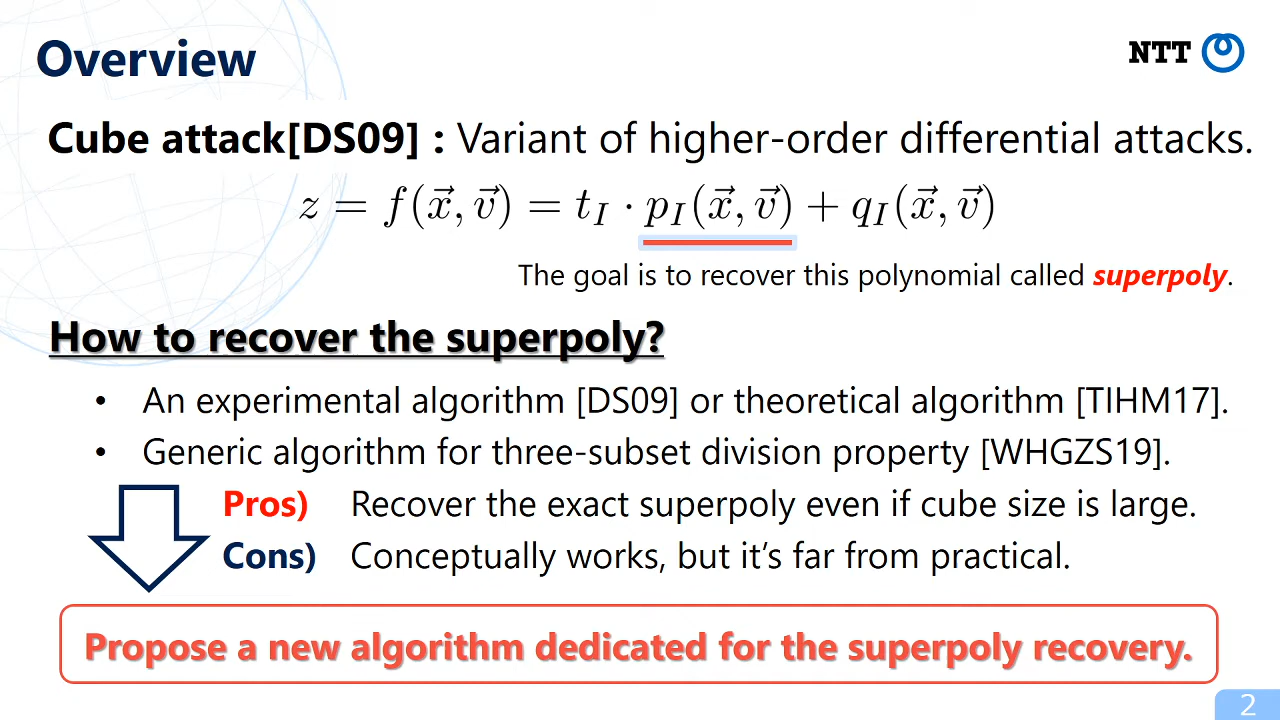 Overview
NTT
Cube attack[DS09] : Variant of higher-order differential attacks.
z = f(x⃗, v⃗) = t_I · p_I(x⃗, v⃗) + q_I(x⃗, v⃗)
The goal is to recover this polynomial called superpoly.
How to recover the superpoly?
• An experimental algorithm [DS09] or theoretical algorithm [TIHM17].
• Generic algorithm for three-subset division property [WHGZS19].
Pros) Recover the exact superpoly even if cube size is large.
Cons) Conceptually works, but it's far from practical.
Propose a new algorithm dedicated for the superpoly recovery.
2